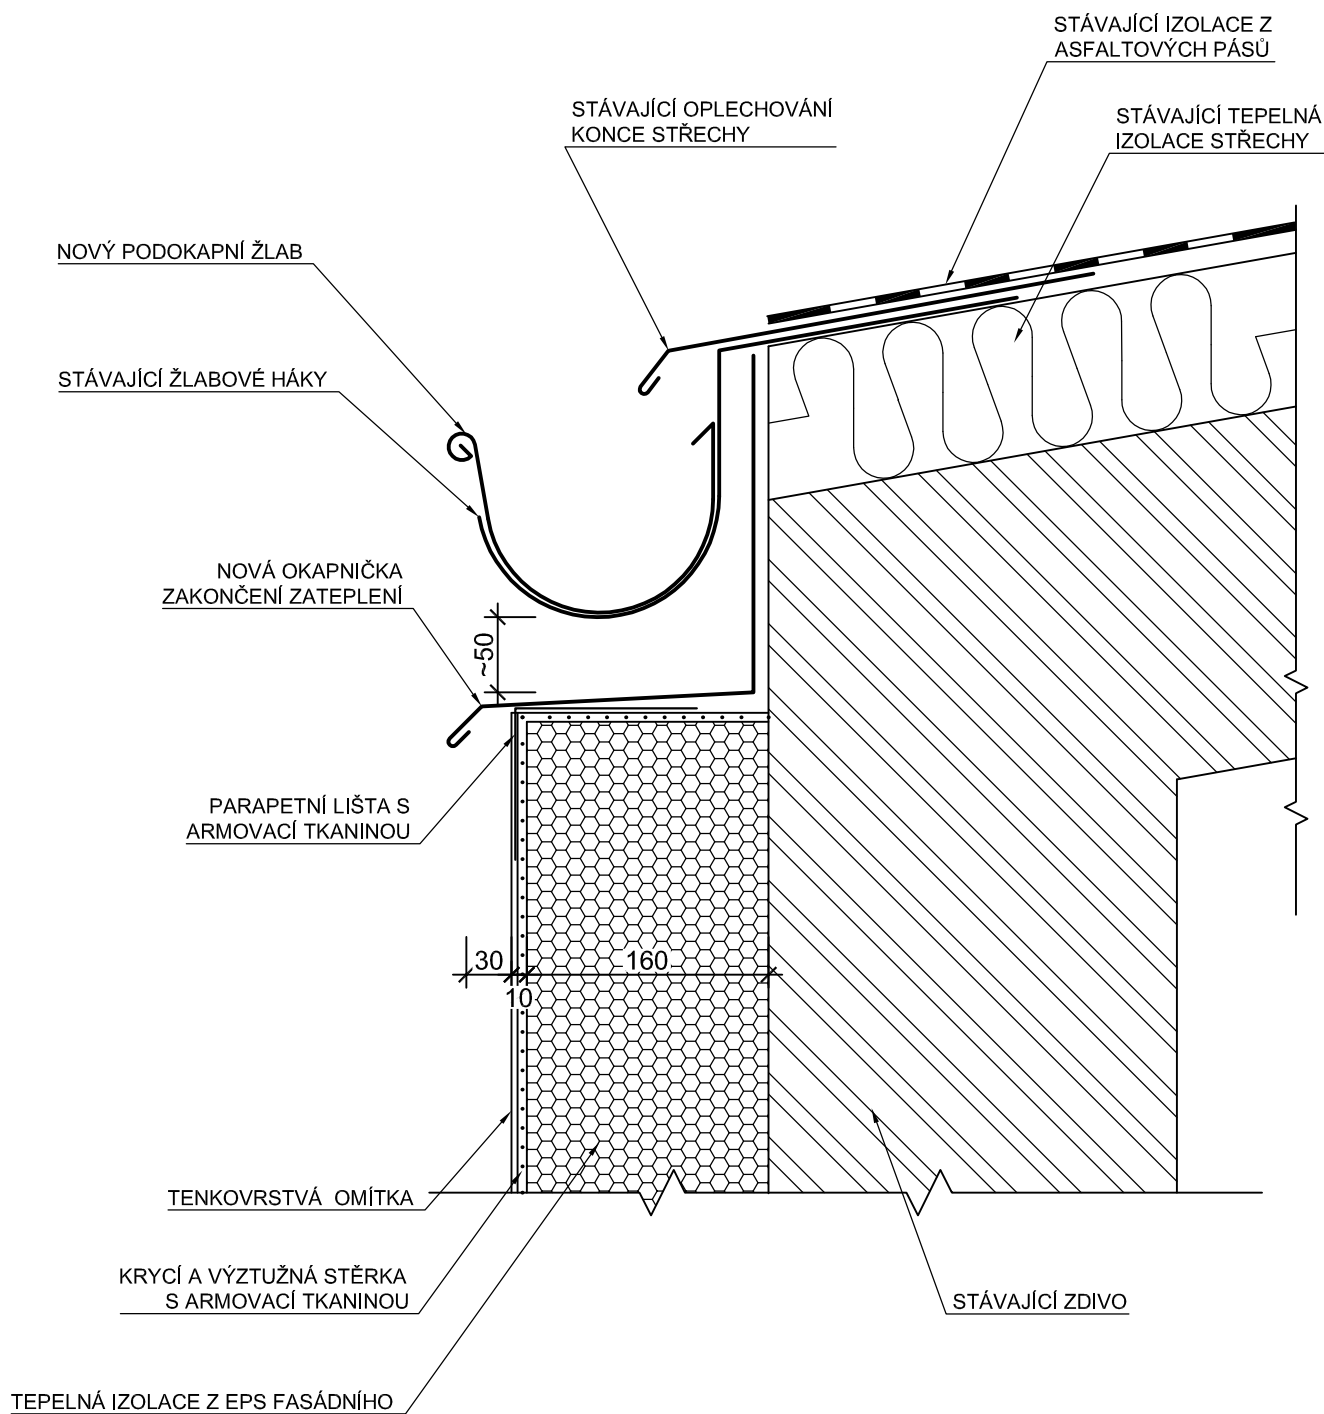 STÁVAJÍCÍ IZOLACE Z
ASFALTOVÝCH PÁSŮ
STÁVAJÍCÍ OPLECHOVÁNÍ
KONCE STŘECHY
STÁVAJÍCÍ TEPELNÁ
IZOLACE STŘECHY
NOVÝ PODOKAPNÍ ŽLAB
STÁVAJÍCÍ ŽLABOVÉ HÁKY
NOVÁ OKAPNIČKA
ZAKONČENÍ ZATEPLENÍ
~50
PARAPETNÍ LIŠTA S
ARMOVACÍ TKANINOU
30
160
10
TENKOVRSTVÁ OMÍTKA
KRYCÍ A VÝZTUŽNÁ STĚRKA
S ARMOVACÍ TKANINOU
STÁVAJÍCÍ ZDIVO
TEPELNÁ IZOLACE Z EPS FASÁDNÍHO